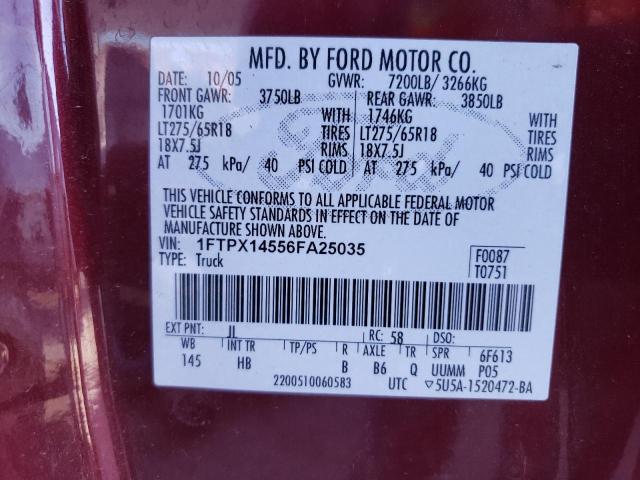 MFD. BY FORD MOTOR CO.
DATE: 10/05 GVWR: 7200LB/ 3266KG
FRONT GAWR: 3750LB REAR GAWR: 3850LB
1701KG WITH 1746KG WITH
LT275/65R18 TIRES LT275/65R18 TIRES
18X7.5J RIMS 18X7.5J RIMS
AT 275 kPa/ 40 PSI COLD AT 275 kPa/ 40 PSI COLD
Ford
THIS VEHICLE CONFORMS TO ALL APPLICABLE FEDERAL MOTOR
VEHICLE SAFETY STANDARDS IN EFFECT ON THE DATE OF
MANUFACTURE SHOWN ABOVE.
VIN: 1FTPX14556FA25035 F0087
TYPE: Truck T0751
EXT PNT: JL RC: 58 DSO:
WB INT TR TP/PS R AXLE TR SPR 6F613
145 HB B B6 Q UUMM P05
2200510060583 UTC ▽5U5A-1520472-BA